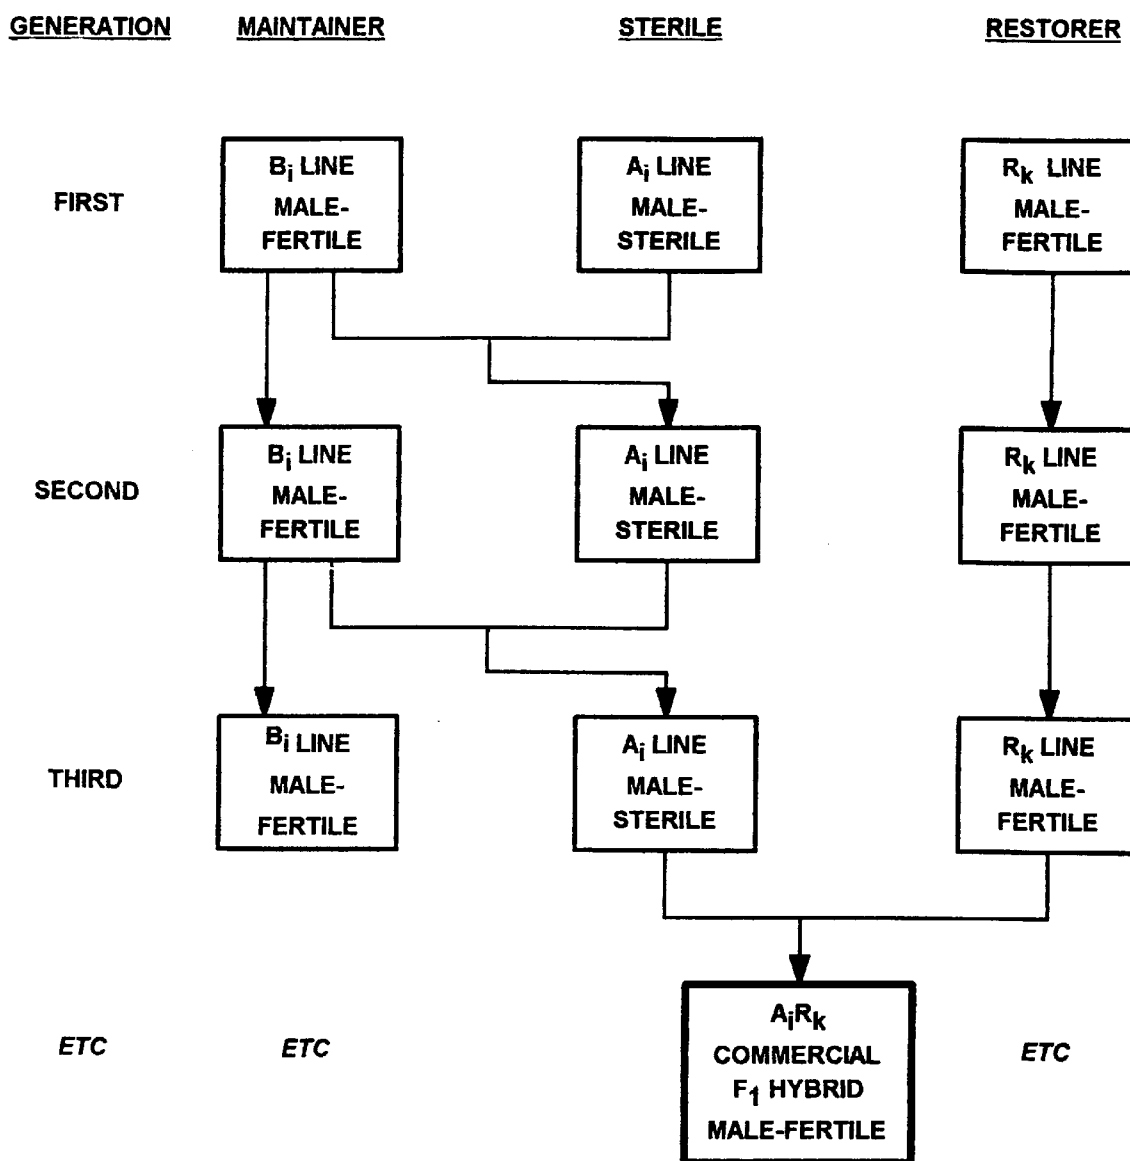 GENERATION MAINTAINER STERILE RESTORER
FIRST
Bi LINE
MALE-
FERTILE
Ai LINE
MALE-
STERILE
Rk LINE
MALE-
FERTILE
SECOND
Bi LINE
MALE-
FERTILE
Ai LINE
MALE-
STERILE
Rk LINE
MALE-
FERTILE
THIRD
Bi LINE
MALE-
FERTILE
Ai LINE
MALE-
STERILE
Rk LINE
MALE-
FERTILE
ETC
ETC
AiRk
COMMERCIAL
F1 HYBRID
MALE-FERTILE
ETC